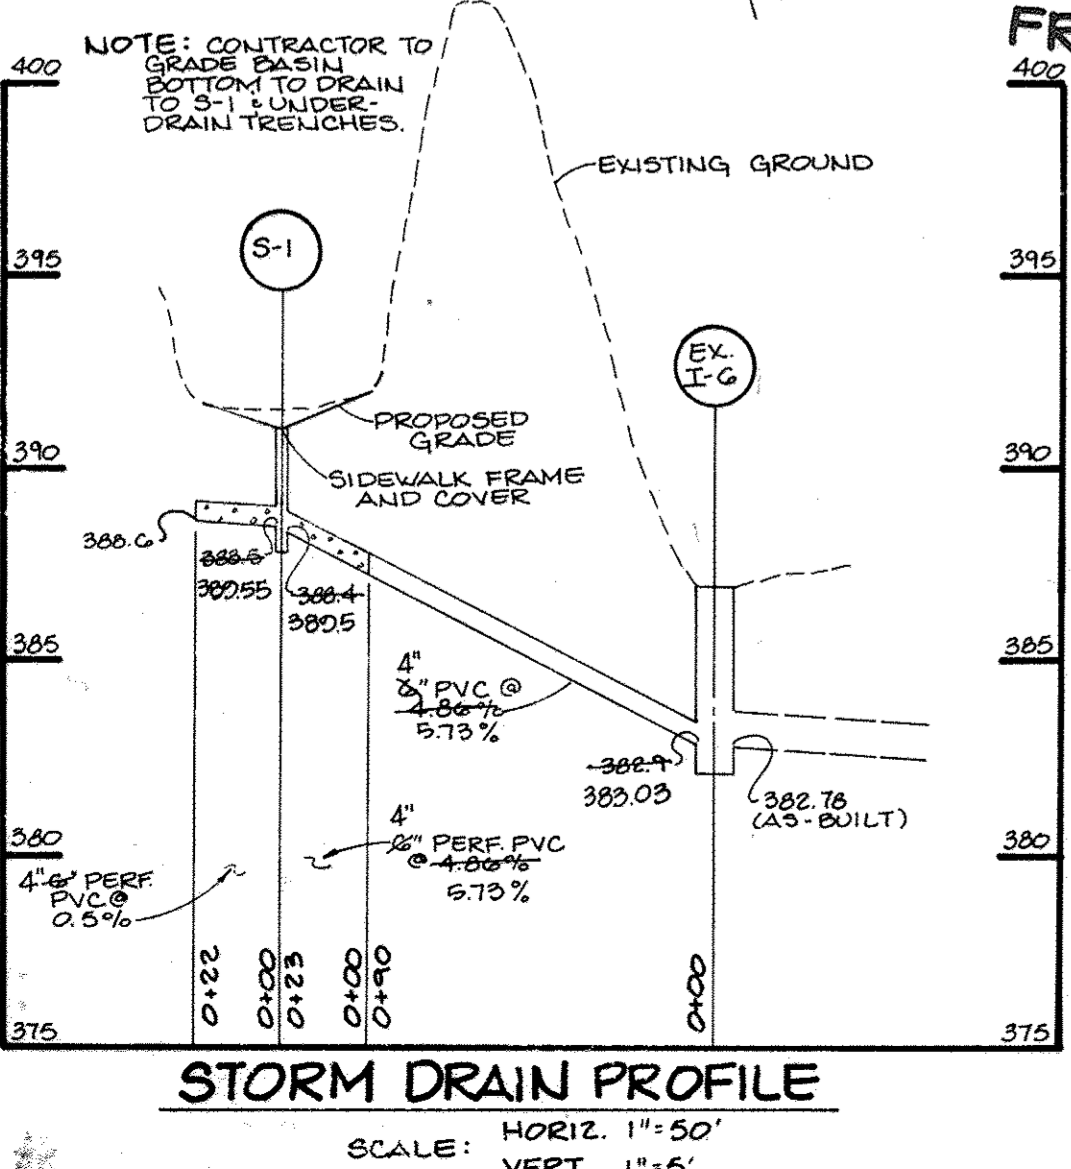 NOTE: CONTRACTOR TO
GRADE BASIN
BOTTOM TO DRAIN
TO S-1 & UNDER-
DRAIN TRENCHES.
FR
400
400
EXISTING GROUND
S-1
395
395
EX.
I-6
PROPOSED
GRADE
390
390
SIDEWALK FRAME
AND COVER
388.6
388.5
389.55
388.4
389.5
385
385
4"
6" PVC @
4.86%
5.73%
382.9
383.03
382.78
(AS-BUILT)
4"
6" PERF. PVC
@ 4.86%
5.73%
380
380
4" 6" PERF.
PVC @
0.5%
0+22
0+00
0+23
0+00
0+90
0+00
375
375
STORM DRAIN PROFILE
SCALE: HORIZ. 1"=50'
VERT. 1"=5'